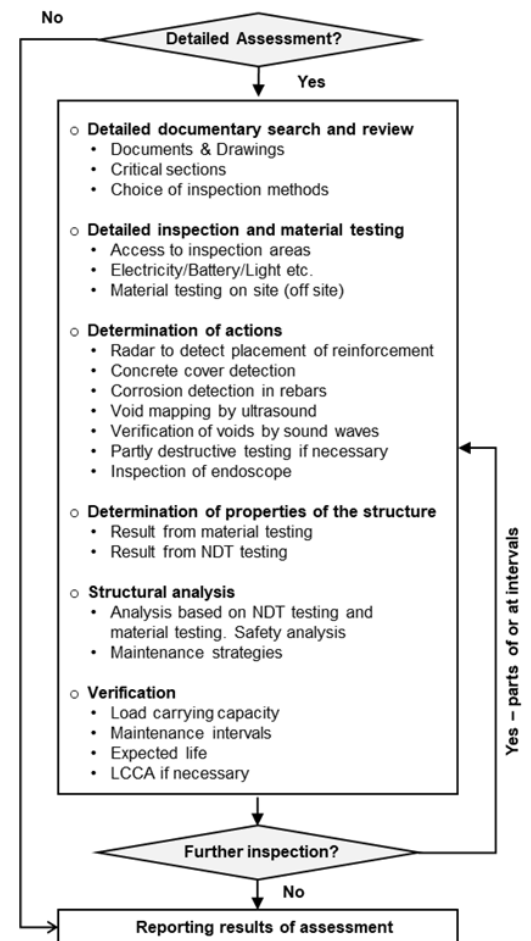 No
Detailed Assessment?
Yes
○ Detailed documentary search and review
• Documents & Drawings
• Critical sections
• Choice of inspection methods
○ Detailed inspection and material testing
• Access to inspection areas
• Electricity/Battery/Light etc.
• Material testing on site (off site)
○ Determination of actions
• Radar to detect placement of reinforcement
• Concrete cover detection
• Corrosion detection in rebars
• Void mapping by ultrasound
• Verification of voids by sound waves
• Partly destructive testing if necessary
• Inspection of endoscope
○ Determination of properties of the structure
• Result from material testing
• Result from NDT testing
○ Structural analysis
• Analysis based on NDT testing and
material testing. Safety analysis
• Maintenance strategies
○ Verification
• Load carrying capacity
• Maintenance intervals
• Expected life
• LCCA if necessary
Yes – parts of or at intervals
Further inspection?
No
Reporting results of assessment